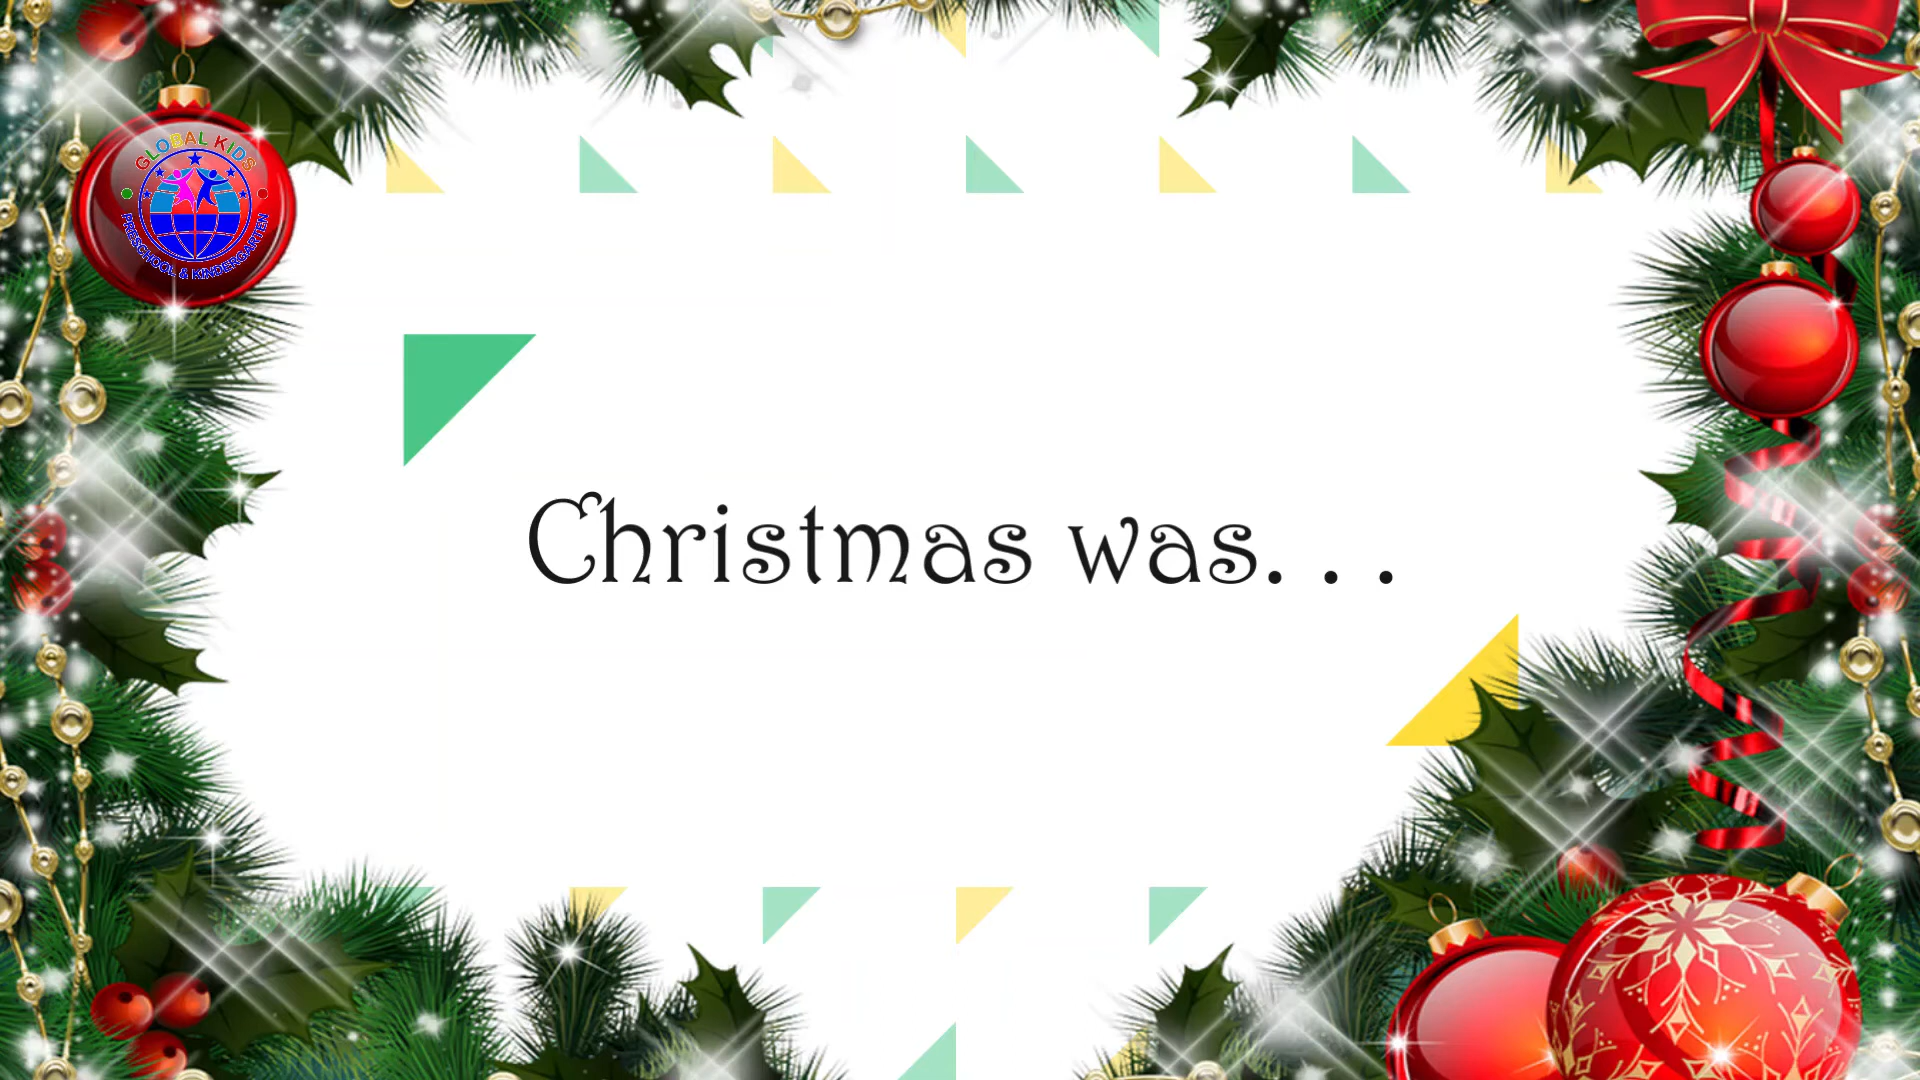 GLOBAL KIDS
PRESCHOOL & KINDERGARTEN
Christmas was. . .